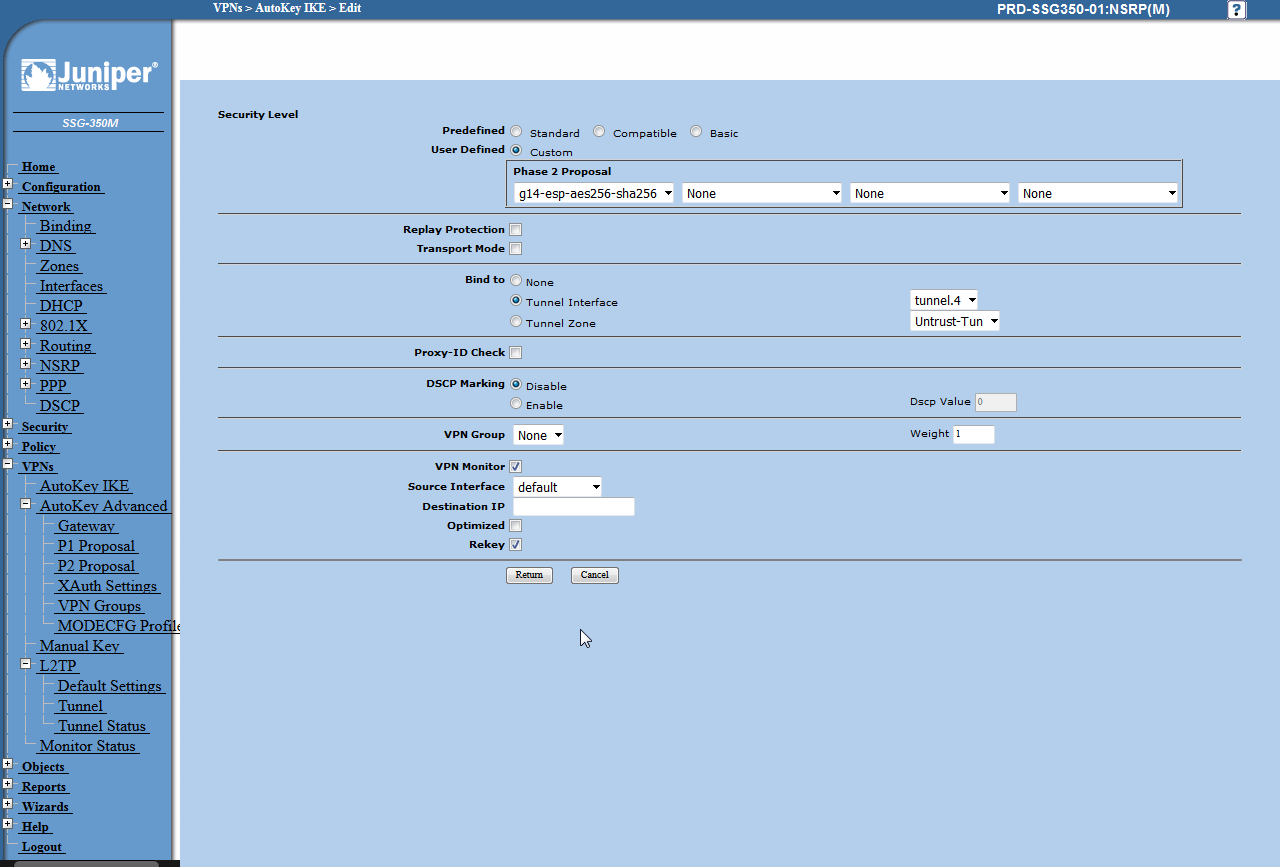 VPNs > AutoKey IKE > Edit
PRD-SSG350-01:NSRP(M)
?
Juniper®
NETWORKS
SSG-350M
Home
Configuration
Network
Binding
DNS
Zones
Interfaces
DHCP
802.1X
Routing
NSRP
PPP
DSCP
Security
Policy
VPNs
AutoKey IKE
AutoKey Advanced
Gateway
P1 Proposal
P2 Proposal
XAuth Settings
VPN Groups
MODECFG Profile
Manual Key
L2TP
Default Settings
Tunnel
Tunnel Status
Monitor Status
Objects
Reports
Wizards
Help
Logout
Security Level
Predefined Standard Compatible Basic
User Defined Custom
Phase 2 Proposal
g14-esp-aes256-sha256 None None None
Replay Protection
Transport Mode
Bind to None
Tunnel Interface tunnel.4
Tunnel Zone Untrust-Tun
Proxy-ID Check
DSCP Marking Disable
Enable Dscp Value 0
VPN Group None Weight 1
VPN Monitor
Source Interface default
Destination IP
Optimized
Rekey
Return Cancel